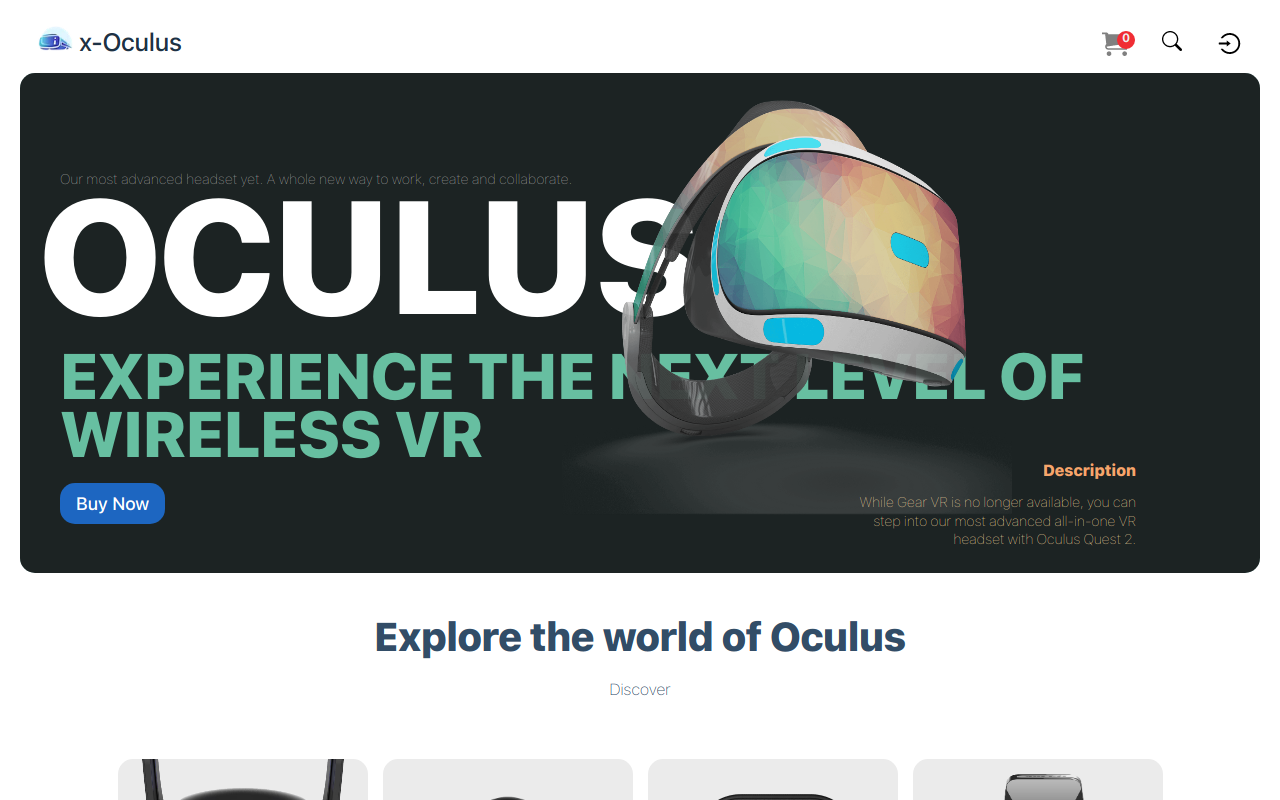 x-Oculus
0
Our most advanced headset yet. A whole new way to work, create and collaborate.
OCULUS
EXPERIENCE THE NEXT LEVEL OF
WIRELESS VR
Buy Now
Description
While Gear VR is no longer available, you can
step into our most advanced all-in-one VR
headset with Oculus Quest 2.
Explore the world of Oculus
Discover